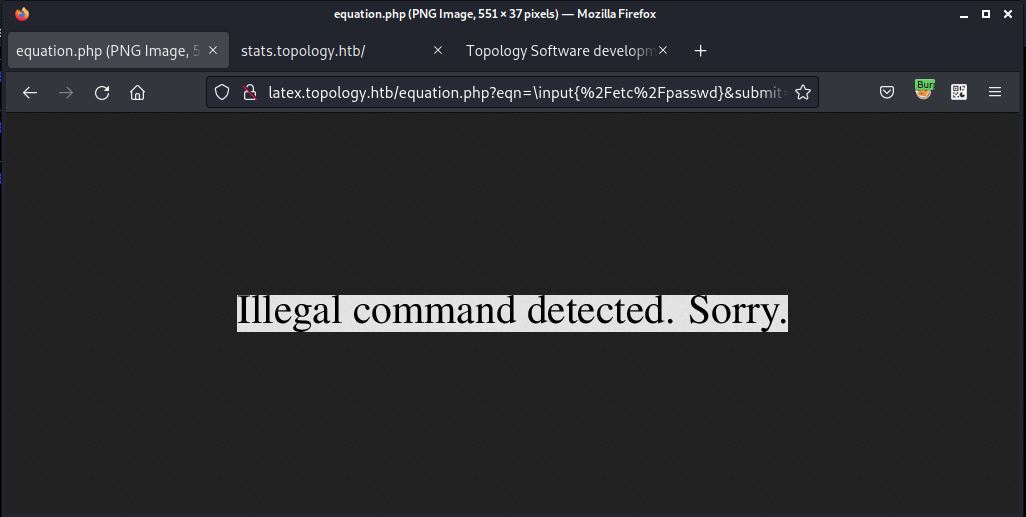 equation.php (PNG Image, 551 × 37 pixels) — Mozilla Firefox
equation.php (PNG Image, 5
stats.topology.htb/
Topology Software developm
latex.topology.htb/equation.php?eqn=\input{%2Fetc%2Fpasswd}&submit=
Bur
Illegal command detected. Sorry.